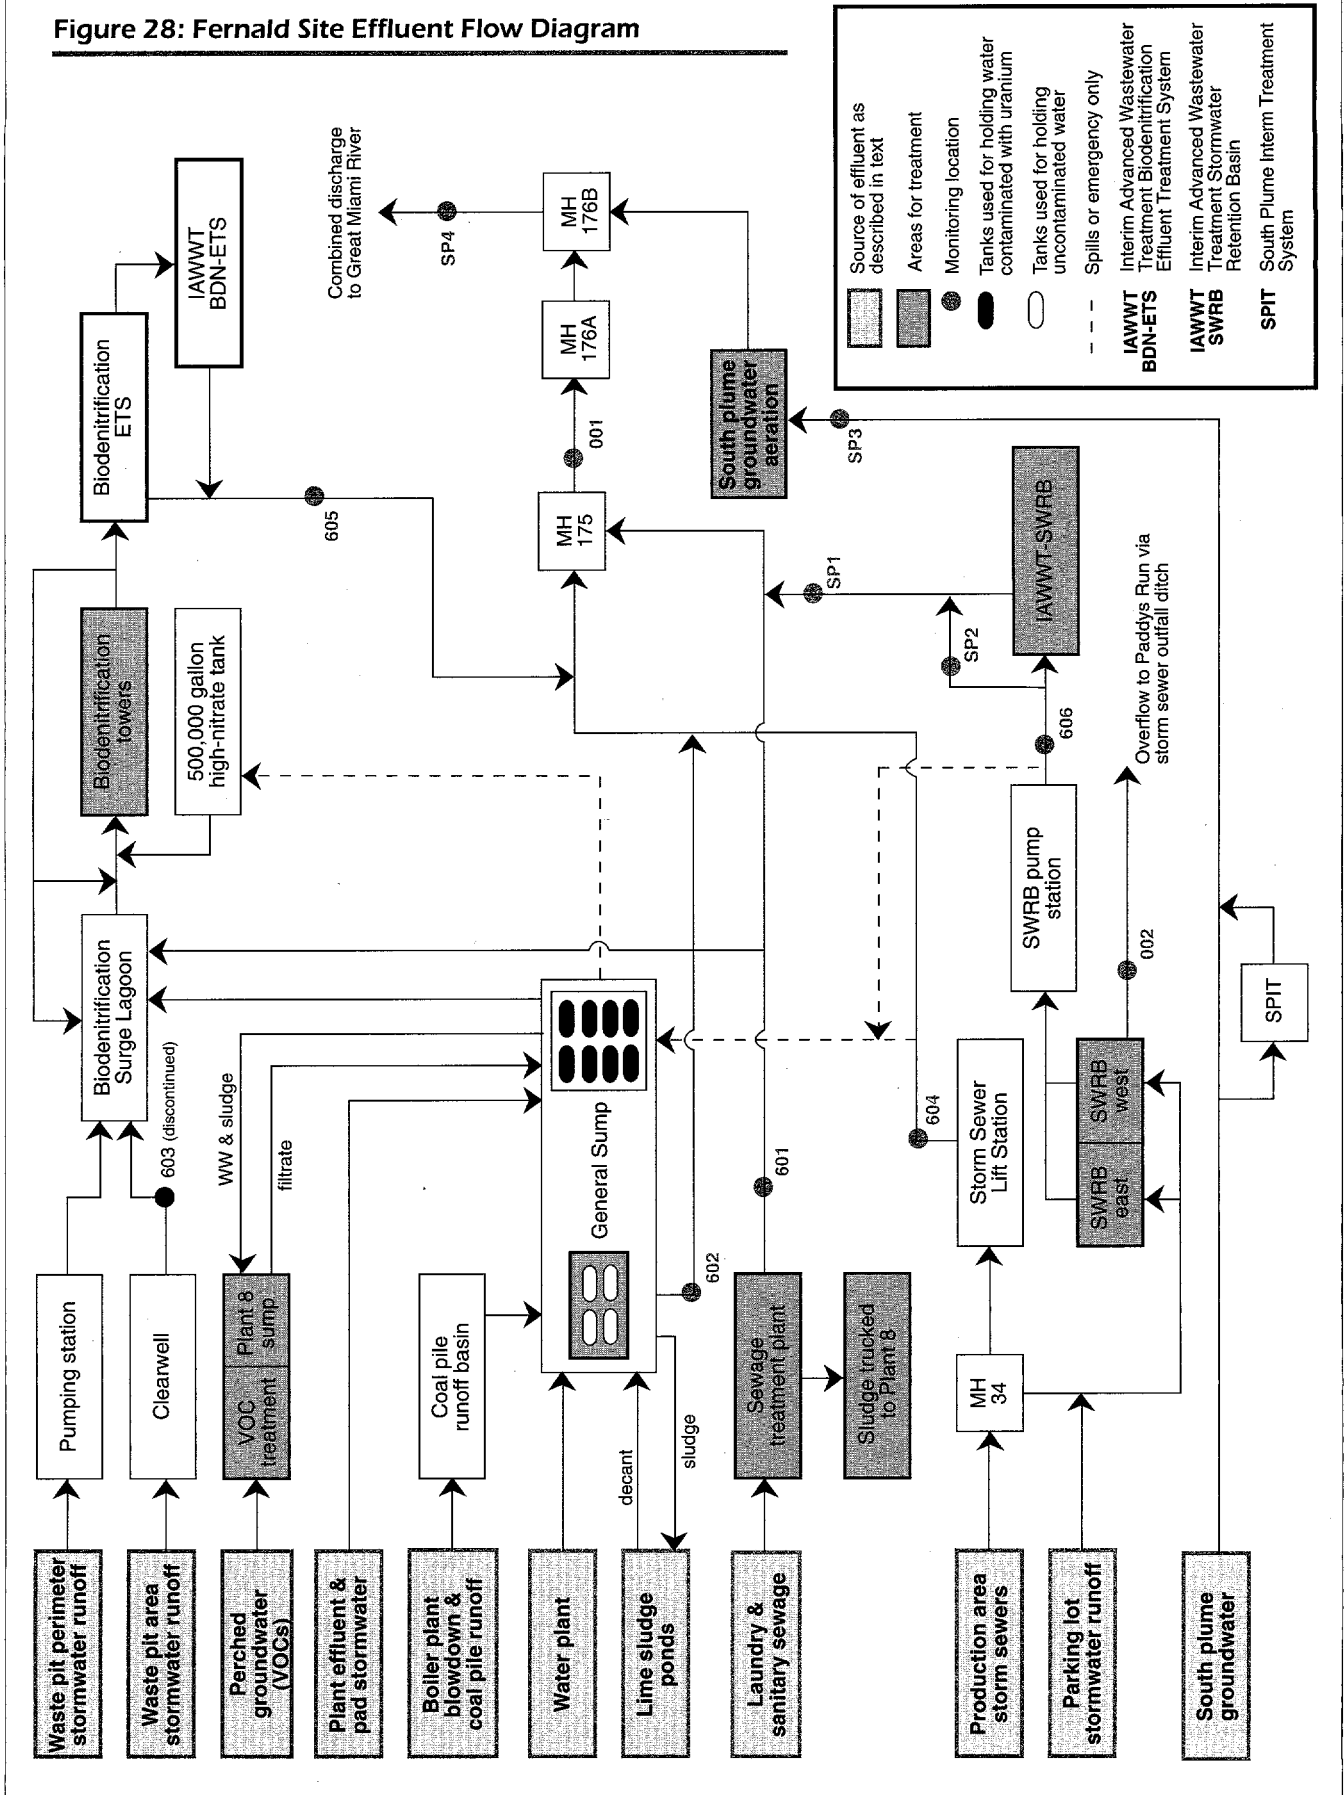 Figure 28: Fernald Site Effluent Flow Diagram
Waste pit perimeter
stormwater runoff
Waste pit area
stormwater runoff
Perched
groundwater
(VOCs)
Plant effluent &
pad stormwater
Boiler plant
blowdown &
coal pile runoff
Water plant
Lime sludge
ponds
Laundry &
sanitary sewage
Production area
storm sewers
Parking lot
stormwater runoff
South plume
groundwater
Pumping station
Clearwell
VOC
treatment
Plant 8
sump
Coal pile
runoff basin
decant
sludge
Sewage
treatment plant
Sludge trucked
to Plant 8
MH
34
603 (discontinued)
WW & sludge
filtrate
General Sump
602
601
604
Storm Sewer
Lift Station
SWRB
east
SWRB
west
SPIT
Biodenitrification
Surge Lagoon
002
SWRB pump
station
606
Overflow to Paddys Run via
storm sewer outfall ditch
Biodenitrification
towers
500,000 gallon
high-nitrate tank
SP2
SP1
IAWWT-SWRB
Biodenitrification
ETS
605
MH
175
001
SP3
South plume
groundwater
aeration
IAWWT
BDN-ETS
MH
176A
MH
176B
SP4
Combined discharge
to Great Miami River
Source of effluent as
described in text
Areas for treatment
Monitoring location
Tanks used for holding water
contaminated with uranium
Tanks used for holding
uncontaminated water
Spills or emergency only
IAWWT
BDN-ETS
Interim Advanced Wastewater
Treatment Biodenitrification
Effluent Treatment System
IAWWT
SWRB
Interim Advanced Wastewater
Treatment Stormwater
Retention Basin
SPIT
South Plume Interm Treatment
System